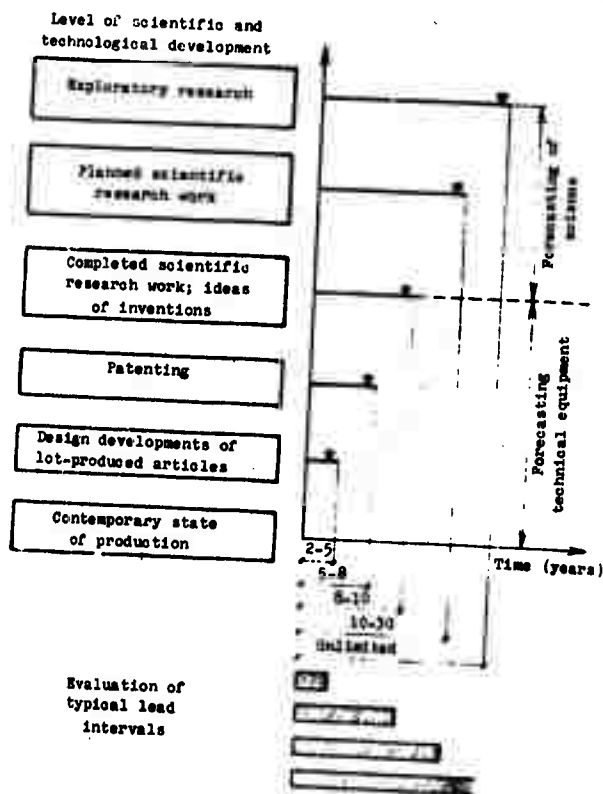 Level of scientific and
technological development
Exploratory research
Planned scientific
research work
Completed scientific
research work; ideas
of inventions
Patenting
Design developments of
lot-produced articles
Contemporary state
of production
Forecasting of
science
Forecasting
technical equipment
Time (years)
2-5
6-8
8-10
10-30
Unlimited
Evaluation of
typical lead
intervals